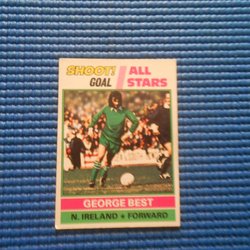 SHOOT! ALL
GOAL STARS
GEORGE BEST
N. IRELAND ★ FORWARD